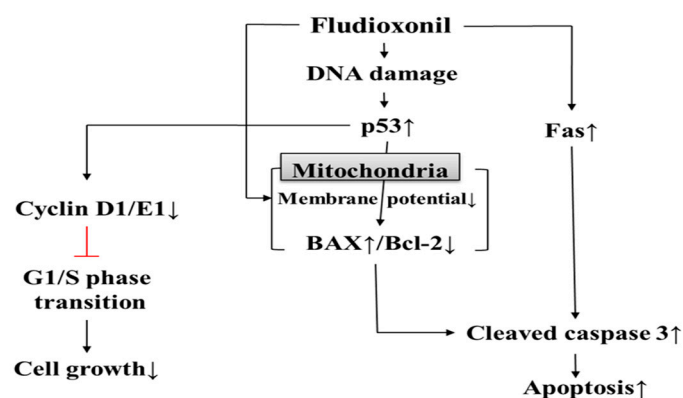 Fludioxonil
DNA damage
p53↑
Fas↑
Mitochondria
Membrane potential↓
Cyclin D1/E1↓
BAX↑/Bcl-2↓
G1/S phase
transition
Cleaved caspase 3↑
Cell growth↓
Apoptosis↑